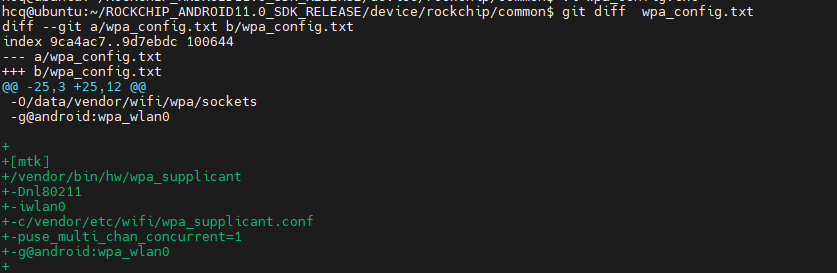 hcq@ubuntu:~/ROCKCHIP_ANDROID11.0_SDK_RELEASE/device/rockchip/common$ git diff  wpa_config.txt
diff --git a/wpa_config.txt b/wpa_config.txt
index 9ca4ac7..9d7ebdc 100644
--- a/wpa_config.txt
+++ b/wpa_config.txt
@@ -25,3 +25,12 @@
 -O/data/vendor/wifi/wpa/sockets
 -g@android:wpa_wlan0

+
+[mtk]
+/vendor/bin/hw/wpa_supplicant
+-Dnl80211
+-iwlan0
+-c/vendor/etc/wifi/wpa_supplicant.conf
+-puse_multi_chan_concurrent=1
+-g@android:wpa_wlan0
+